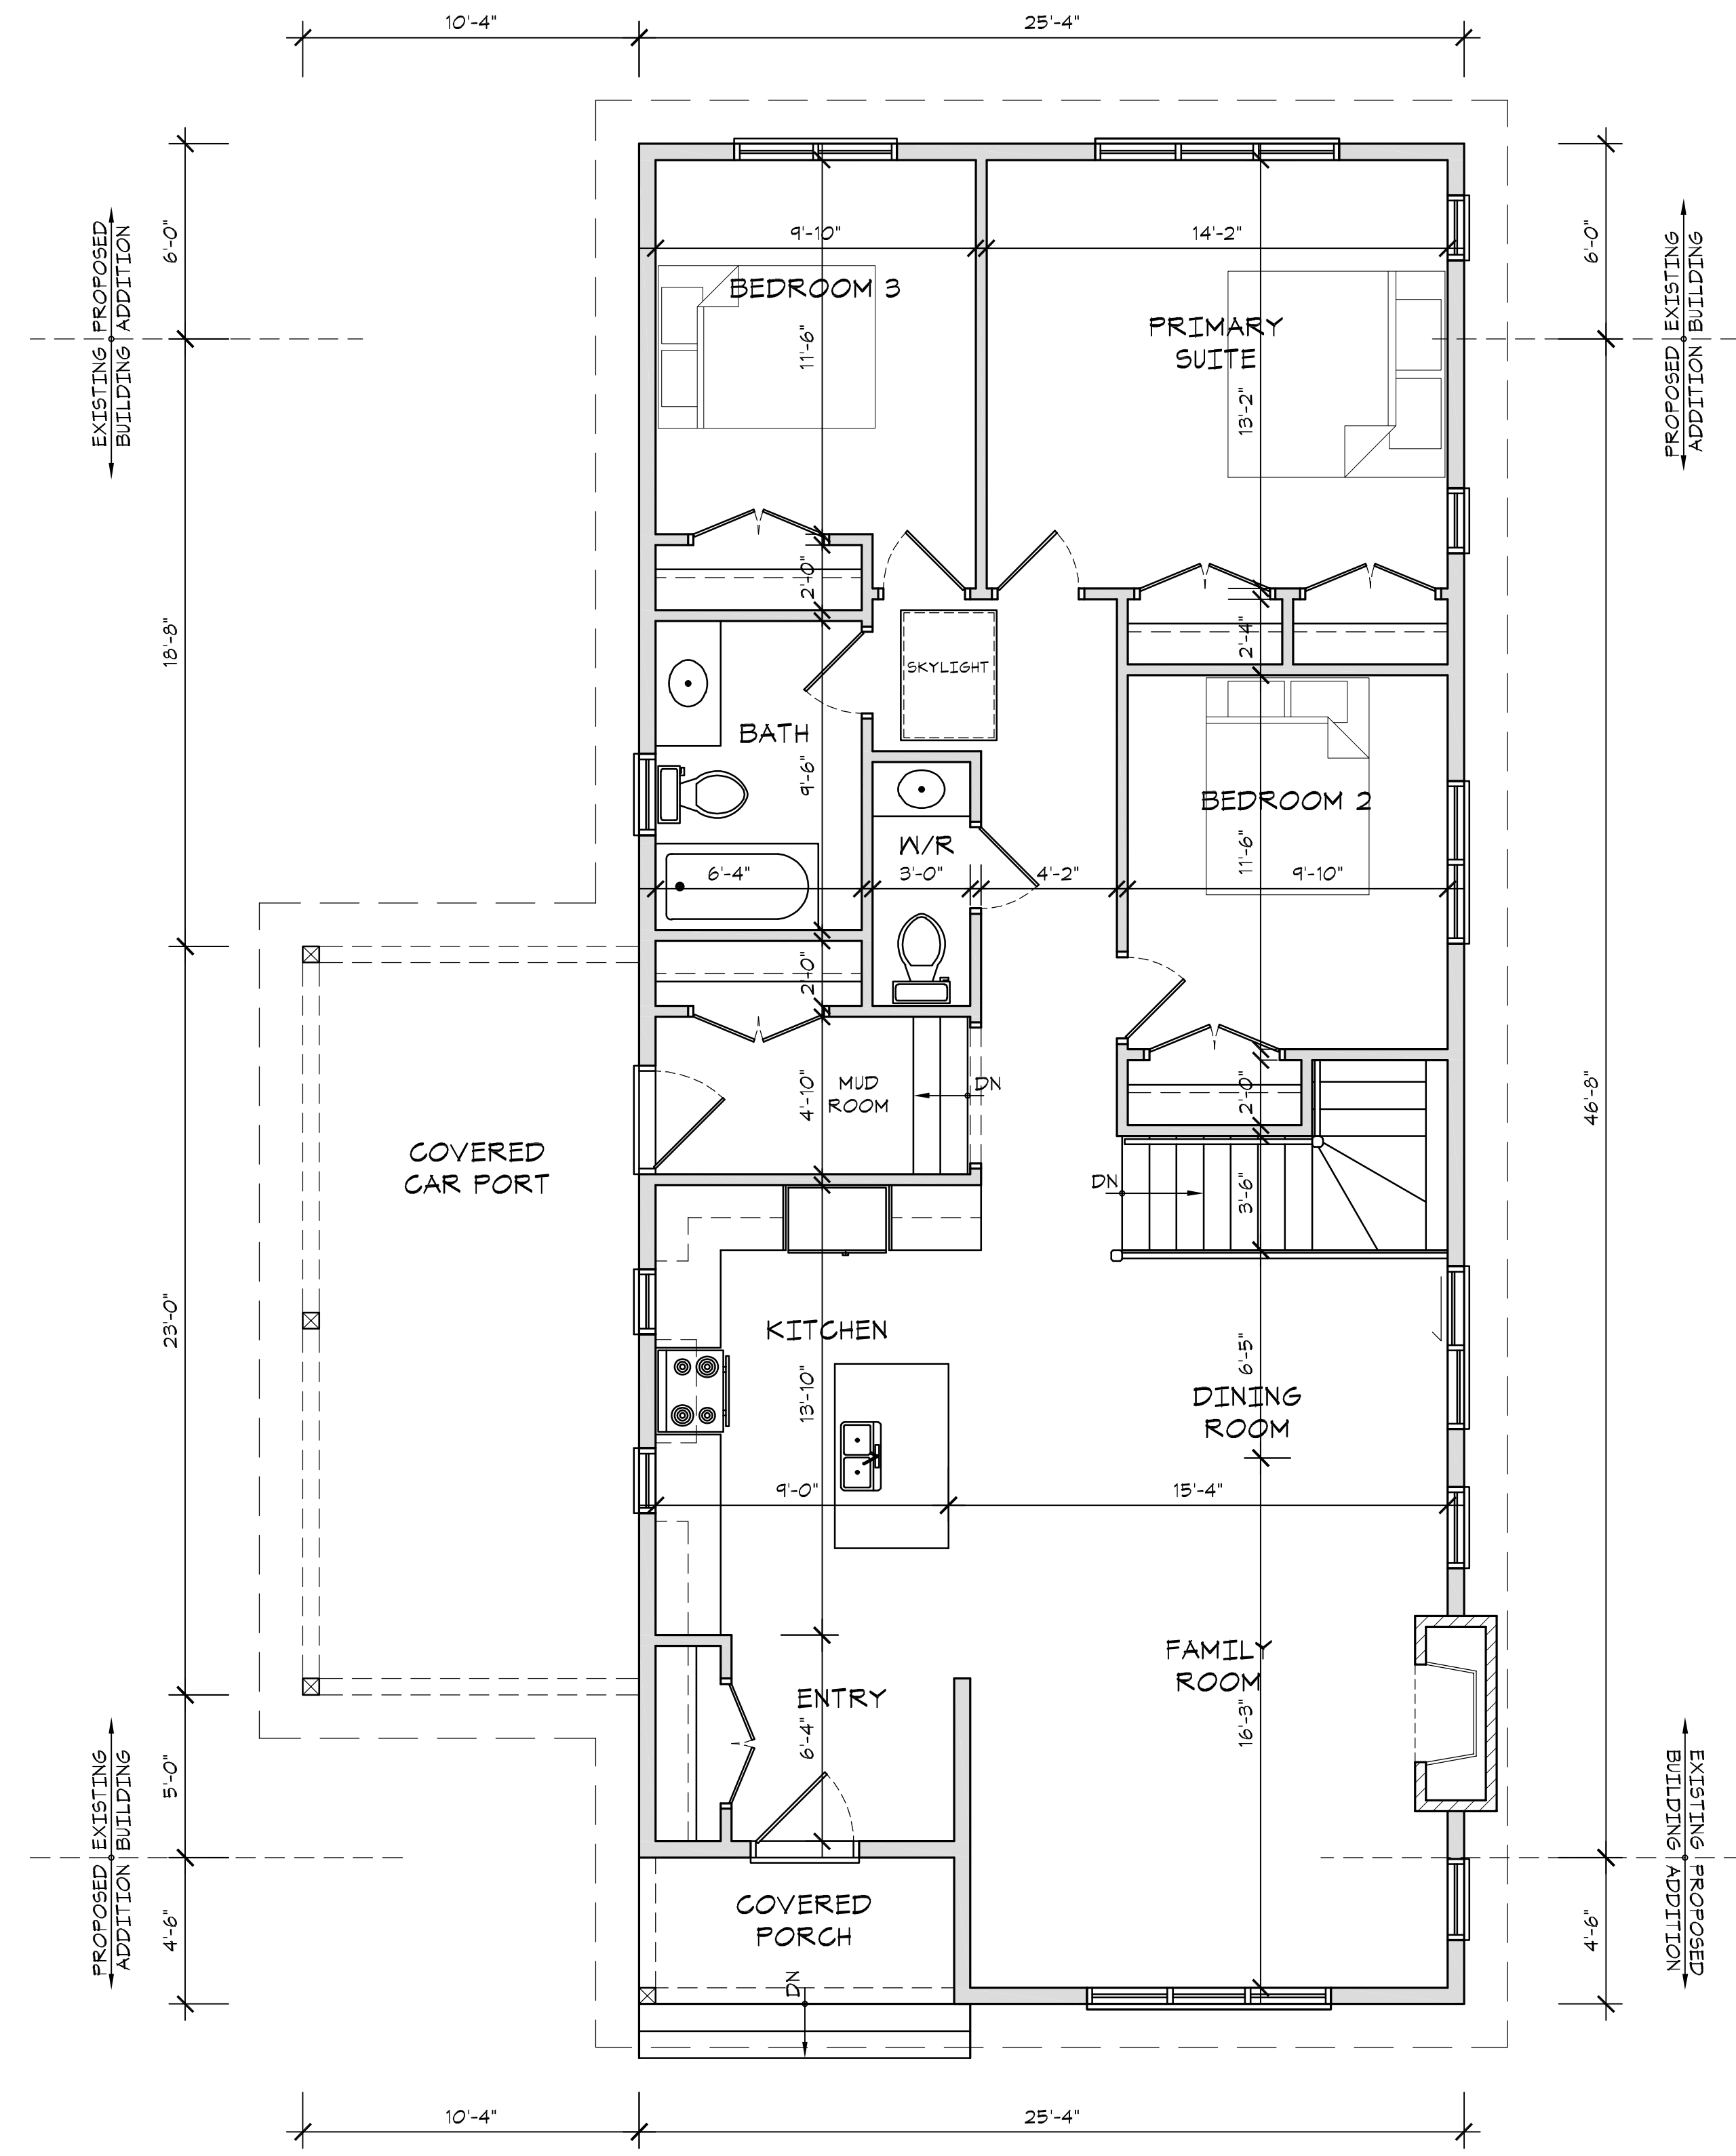 10'-4"
25'-4"
6'-0"
EXISTING PROPOSED
BUILDING ADDITION
9'-10"
14'-2"
6'-0"
PROPOSED EXISTING
ADDITION BUILDING
BEDROOM 3
11'-6"
PRIMARY
SUITE
13'-2"
2'-0"
18'-8"
2'-4"
SKYLIGHT
BATH
9'-6"
BEDROOM 2
11'-6"
W/R
6'-4"
3'-0"
4'-2"
9'-10"
2'-0"
MUD
ROOM
4'-10"
DN
2'-0"
46'-8"
COVERED
CAR PORT
DN
3'-6"
23'-0"
KITCHEN
13'-10"
6'-5"
DINING
ROOM
9'-0"
15'-4"
FAMILY
ROOM
16'-3"
ENTRY
6'-4"
5'-0"
PROPOSED EXISTING
ADDITION BUILDING
EXISTING PROPOSED
BUILDING ADDITION
4'-6"
COVERED
PORCH
DN
4'-6"
10'-4"
25'-4"